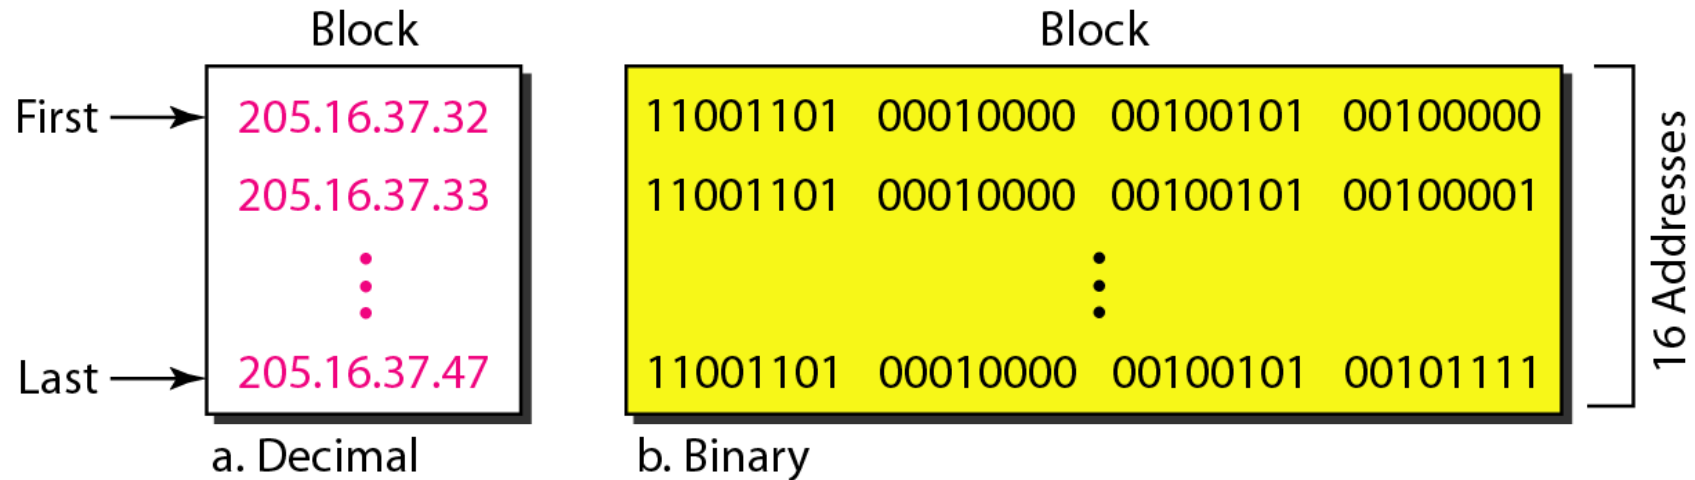 Block
Block
First
205.16.37.32
11001101 00010000 00100101 00100000
205.16.37.33
11001101 00010000 00100101 00100001
Last
205.16.37.47
11001101 00010000 00100101 00101111
16 Addresses
a. Decimal
b. Binary